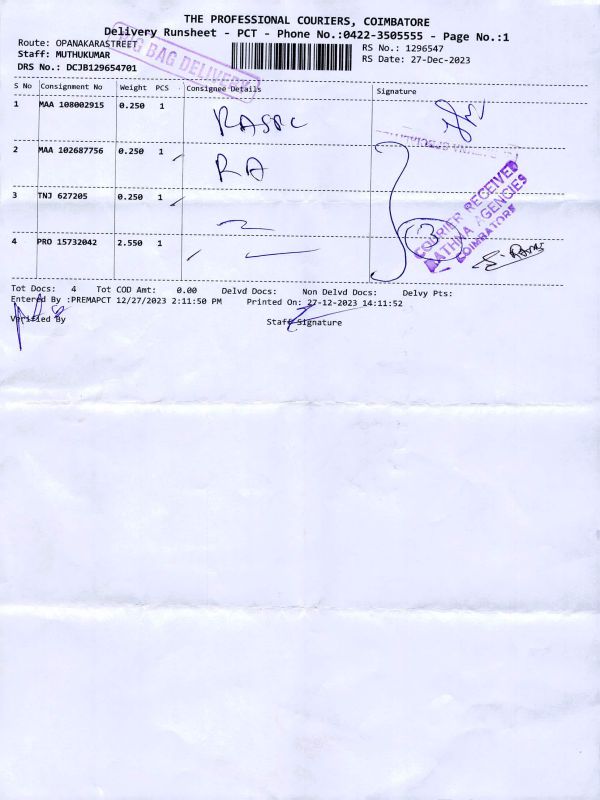 THE PROFESSIONAL COURIERS, COIMBATORE
Delivery Runsheet - PCT - Phone No.:0422-3505555 - Page No.:1
Route: OPANAKARASTREET
RS No.: 1296547
Staff: MUTHUKUMAR
RS Date: 27-Dec-2023
DRS No.: DCJB129654701
BIG BAG DELIVERY
S No Consignment No Weight PCS Consignee Details Signature
1 MAA 108002915 0.250 1
2 MAA 102687756 0.250 1 RA
3 TNJ 627205 0.250 1
4 PRO 15732042 2.550 1
COURIER RECEIVED
RATHNA AGENCIES
COIMBATORE
3
Tot Docs: 4 Tot COD Amt: 0.00 Delvd Docs: Non Delvd Docs: Delvy Pts:
Entered By :PREMAPCT 12/27/2023 2:11:50 PM Printed On: 27-12-2023 14:11:52
Verified By Staff Signature